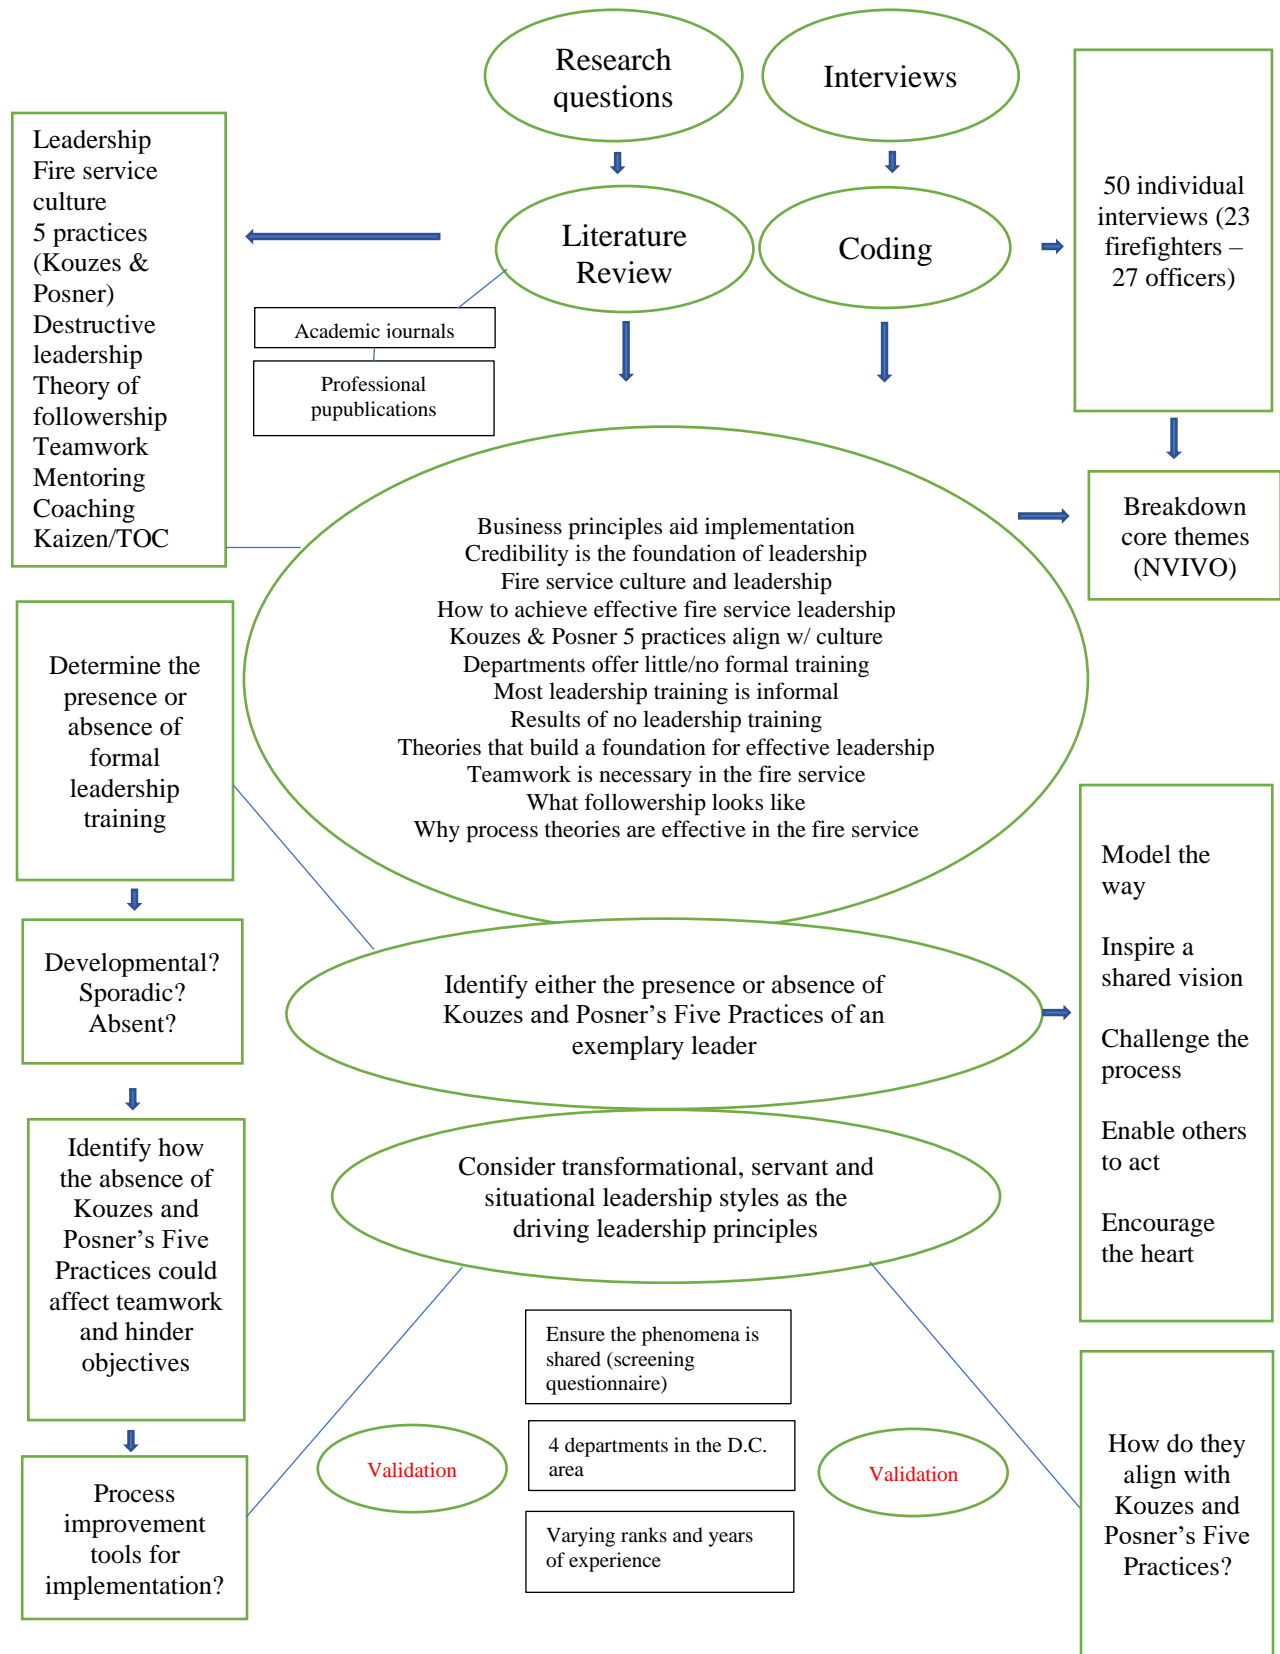 Research
questions
Interviews
Leadership
Fire service
culture
5 practices
(Kouzes &
Posner)
Destructive
leadership
Theory of
followership
Teamwork
Mentoring
Coaching
Kaizen/TOC
Literature
Review
Coding
50 individual
interviews (23
firefighters –
27 officers)
Academic journals
Professional
pupublications
Breakdown
core themes
(NVIVO)
Business principles aid implementation
Credibility is the foundation of leadership
Fire service culture and leadership
How to achieve effective fire service leadership
Kouzes & Posner 5 practices align w/ culture
Departments offer little/no formal training
Most leadership training is informal
Results of no leadership training
Theories that build a foundation for effective leadership
Teamwork is necessary in the fire service
What followership looks like
Why process theories are effective in the fire service
Determine the
presence or
absence of
formal
leadership
training
Developmental?
Sporadic?
Absent?
Identify either the presence or absence of
Kouzes and Posner’s Five Practices of an
exemplary leader
Model the
way
Inspire a
shared vision
Challenge the
process
Enable others
to act
Encourage
the heart
Identify how
the absence of
Kouzes and
Posner’s Five
Practices could
affect teamwork
and hinder
objectives
Consider transformational, servant and
situational leadership styles as the
driving leadership principles
Ensure the phenomena is
shared (screening
questionnaire)
Validation
4 departments in the D.C.
area
Validation
Varying ranks and years
of experience
Process
improvement
tools for
implementation?
How do they
align with
Kouzes and
Posner’s Five
Practices?